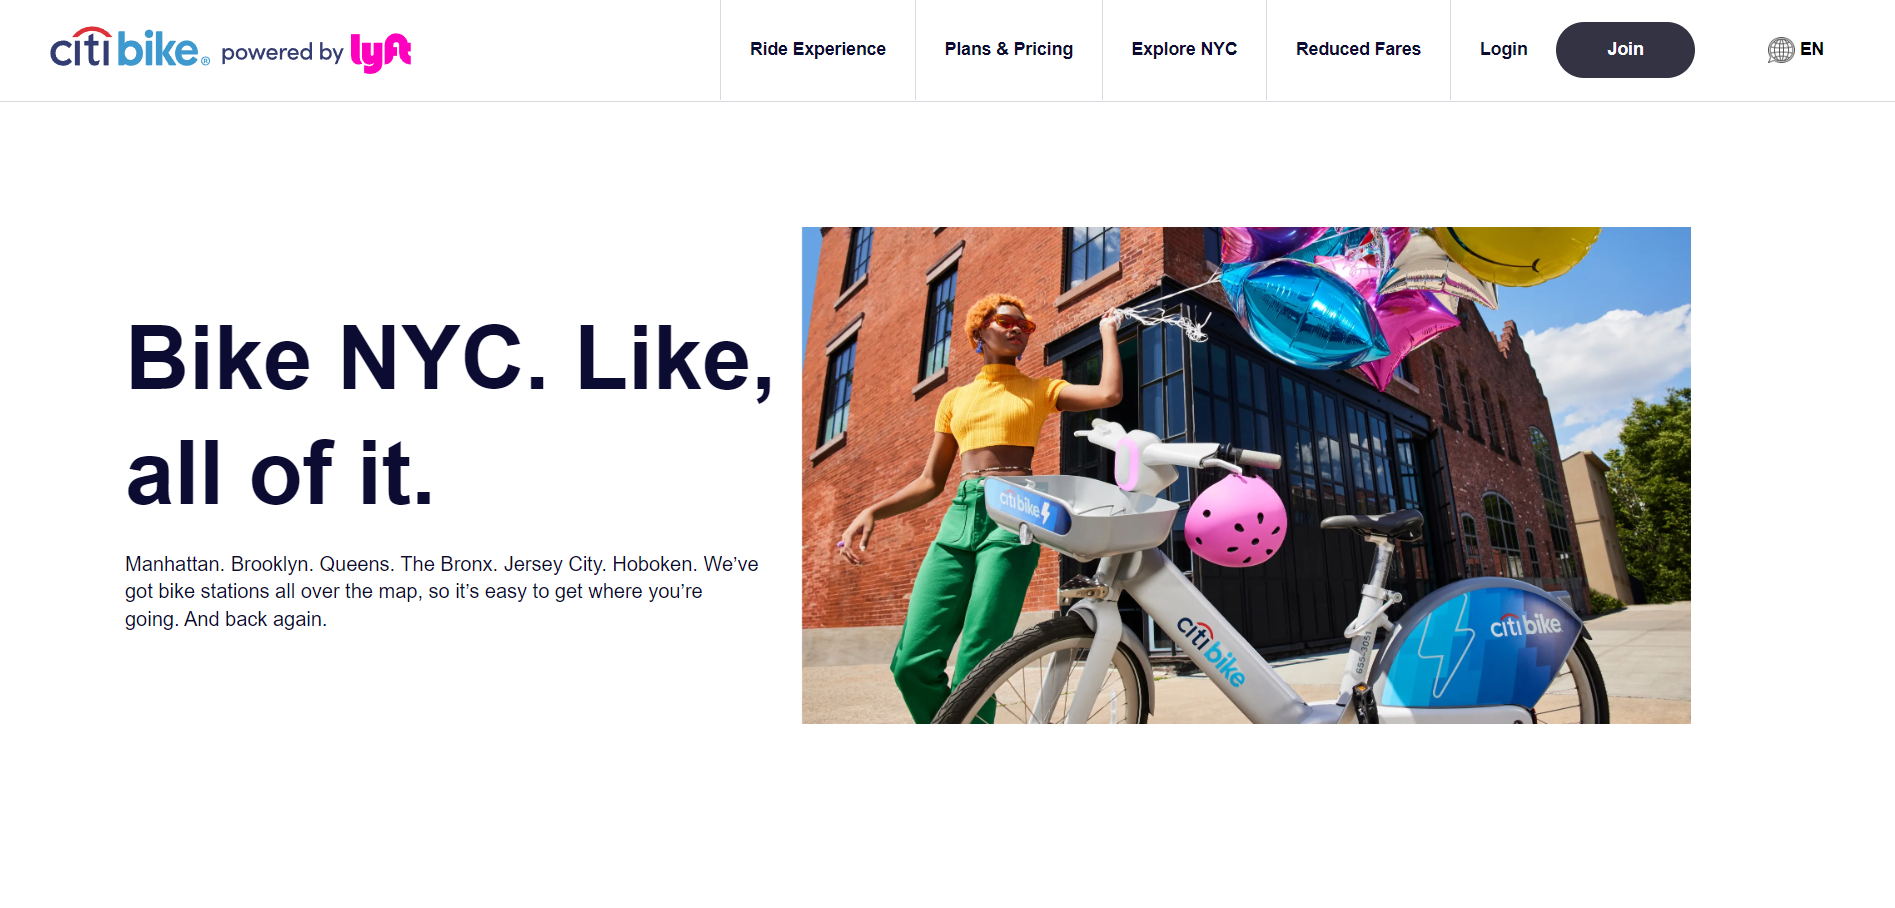 citi bike® powered by lyft
Ride Experience
Plans & Pricing
Explore NYC
Reduced Fares
Login
Join
EN
Bike NYC. Like,
all of it.
Manhattan. Brooklyn. Queens. The Bronx. Jersey City. Hoboken. We’ve
got bike stations all over the map, so it’s easy to get where you’re
going. And back again.
citi bike
citi bike
citi bike
655-3051